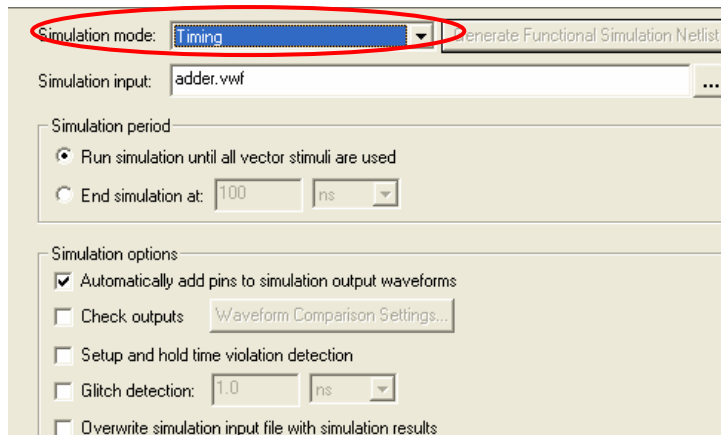 Simulation mode: Timing Generate Functional Simulation Netlist
Simulation input: adder.vwf ...
Simulation period
Run simulation until all vector stimuli are used
End simulation at: 100 ns
Simulation options
Automatically add pins to simulation output waveforms
Check outputs Waveform Comparison Settings...
Setup and hold time violation detection
Glitch detection: 1.0 ns
Overwrite simulation input file with simulation results